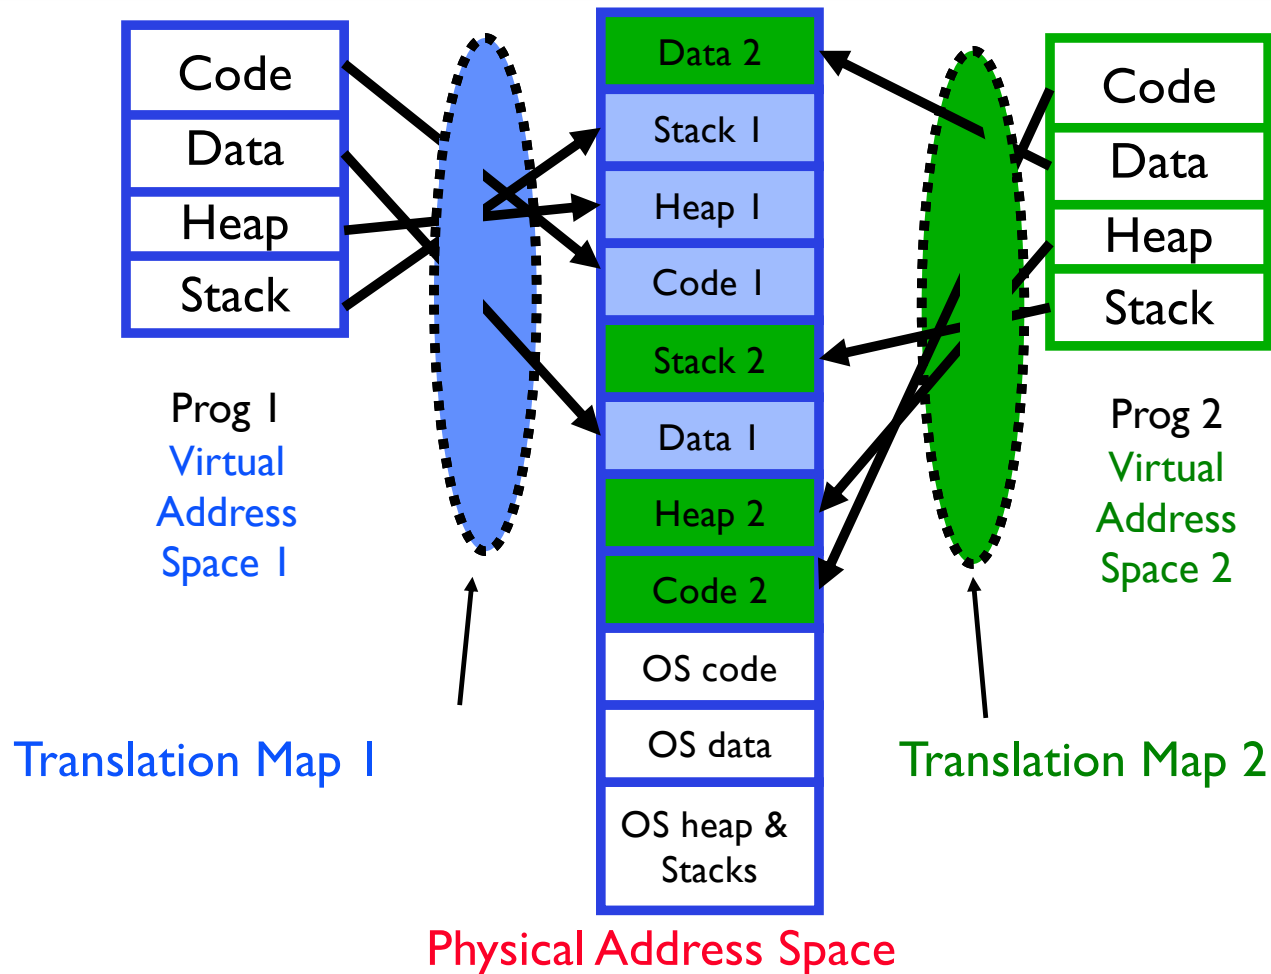 Code
Data
Heap
Stack
Prog 1
Virtual
Address
Space 1
Translation Map 1
Data 2
Stack 1
Heap 1
Code 1
Stack 2
Data 1
Heap 2
Code 2
OS code
OS data
OS heap &
Stacks
Physical Address Space
Code
Data
Heap
Stack
Prog 2
Virtual
Address
Space 2
Translation Map 2